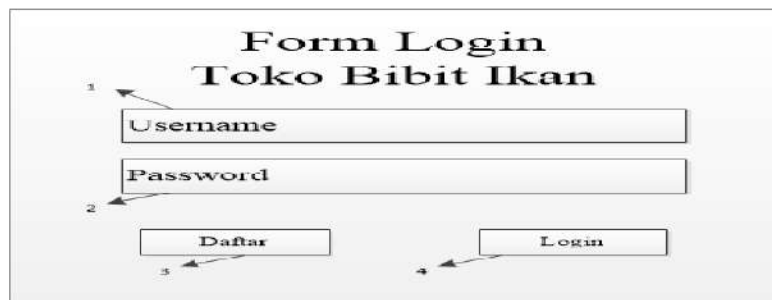 Form Login
Toko Bibit Ikan
1
Username
Password
2
Daftar
Login
3
4